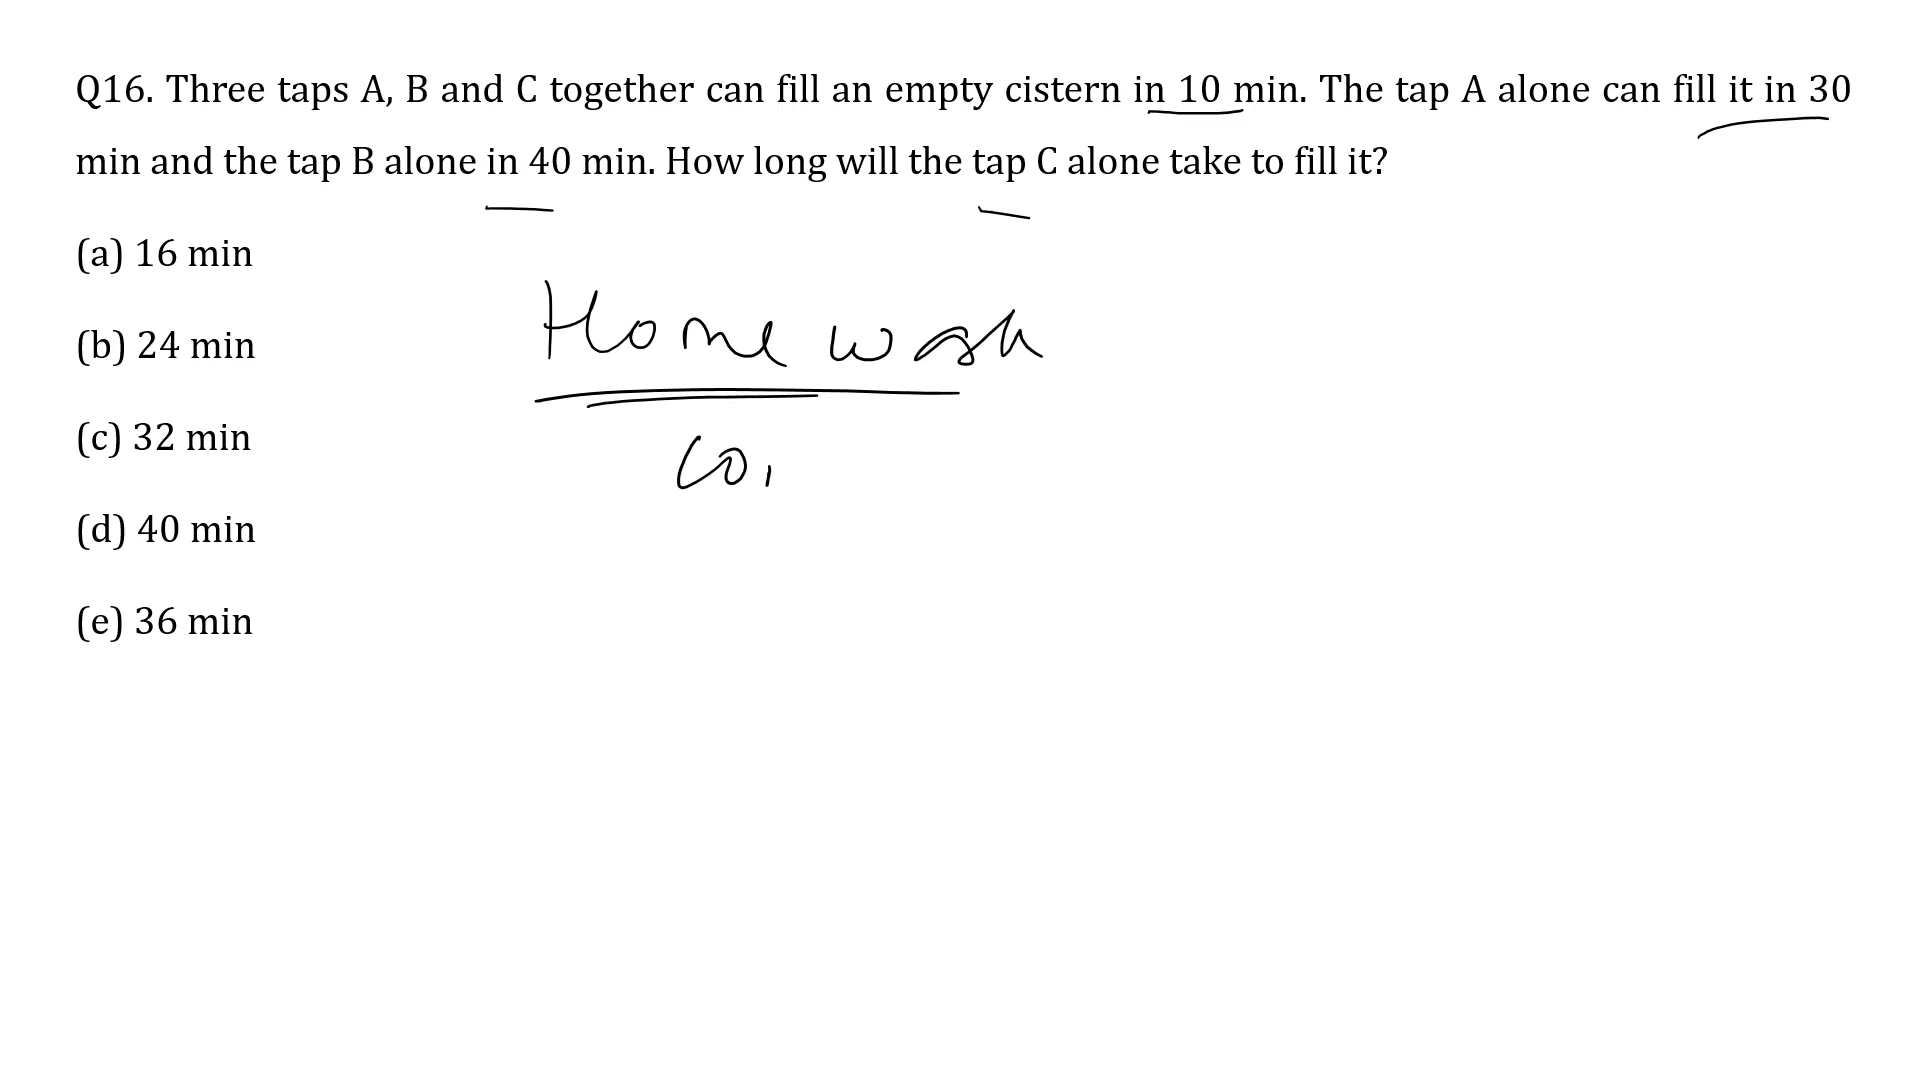 Q16. Three taps A, B and C together can fill an empty cistern in 10 min. The tap A alone can fill it in 30
min and the tap B alone in 40 min. How long will the tap C alone take to fill it?
(a) 16 min
(b) 24 min
Home work
(c) 32 min
(d) 40 min
(e) 36 min